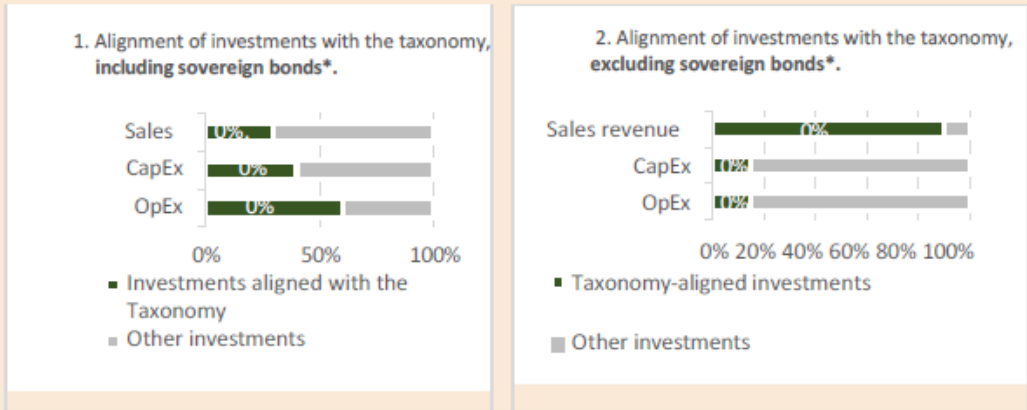 1. Alignment of investments with the taxonomy,
including sovereign bonds*.
Sales 0%.
CapEx 0%
OpEx 0%
0% 50% 100%
Investments aligned with the
Taxonomy
Other investments
2. Alignment of investments with the taxonomy,
excluding sovereign bonds*.
Sales revenue 0%
CapEx 0%
OpEx 0%
0% 20% 40% 60% 80% 100%
Taxonomy-aligned investments
Other investments